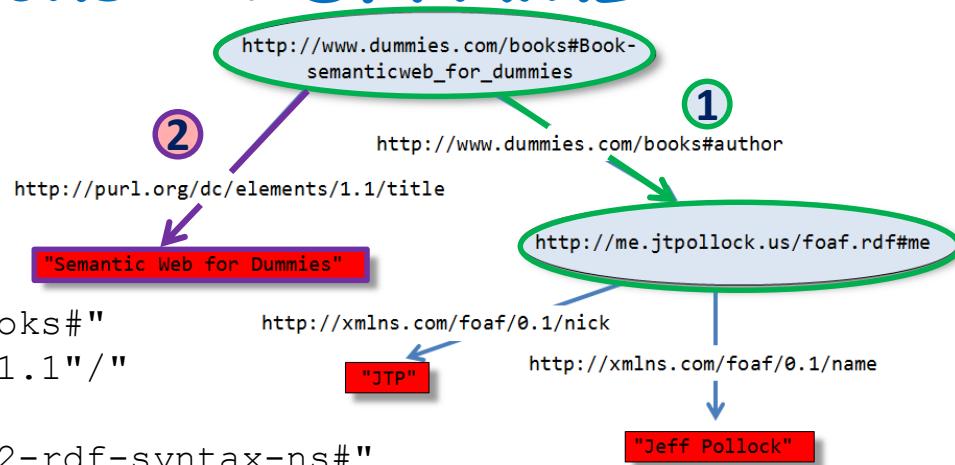 http://www.dummies.com/books#Book-
semanticweb_for_dummies
1
2
http://www.dummies.com/books#author
http://purl.org/dc/elements/1.1/title
http://me.jtpollock.us/foaf.rdf#me
"Semantic Web for Dummies"
oks#"
http://xmlns.com/foaf/0.1/nick
1.1"/"
http://xmlns.com/foaf/0.1/name
"JTP"
"Jeff Pollock"
2-rdf-syntax-ns#"